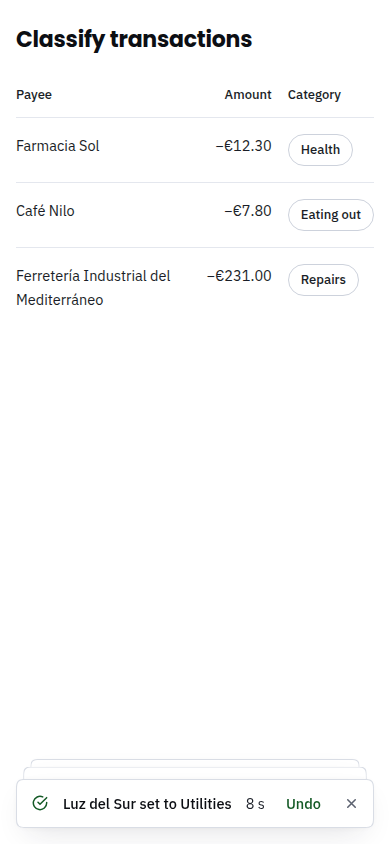 Classify transactions
Payee Amount Category
Farmacia Sol −€12.30 Health
Café Nilo −€7.80 Eating out
Ferretería Industrial del −€231.00 Repairs
Mediterráneo
Luz del Sur set to Utilities 8 s Undo